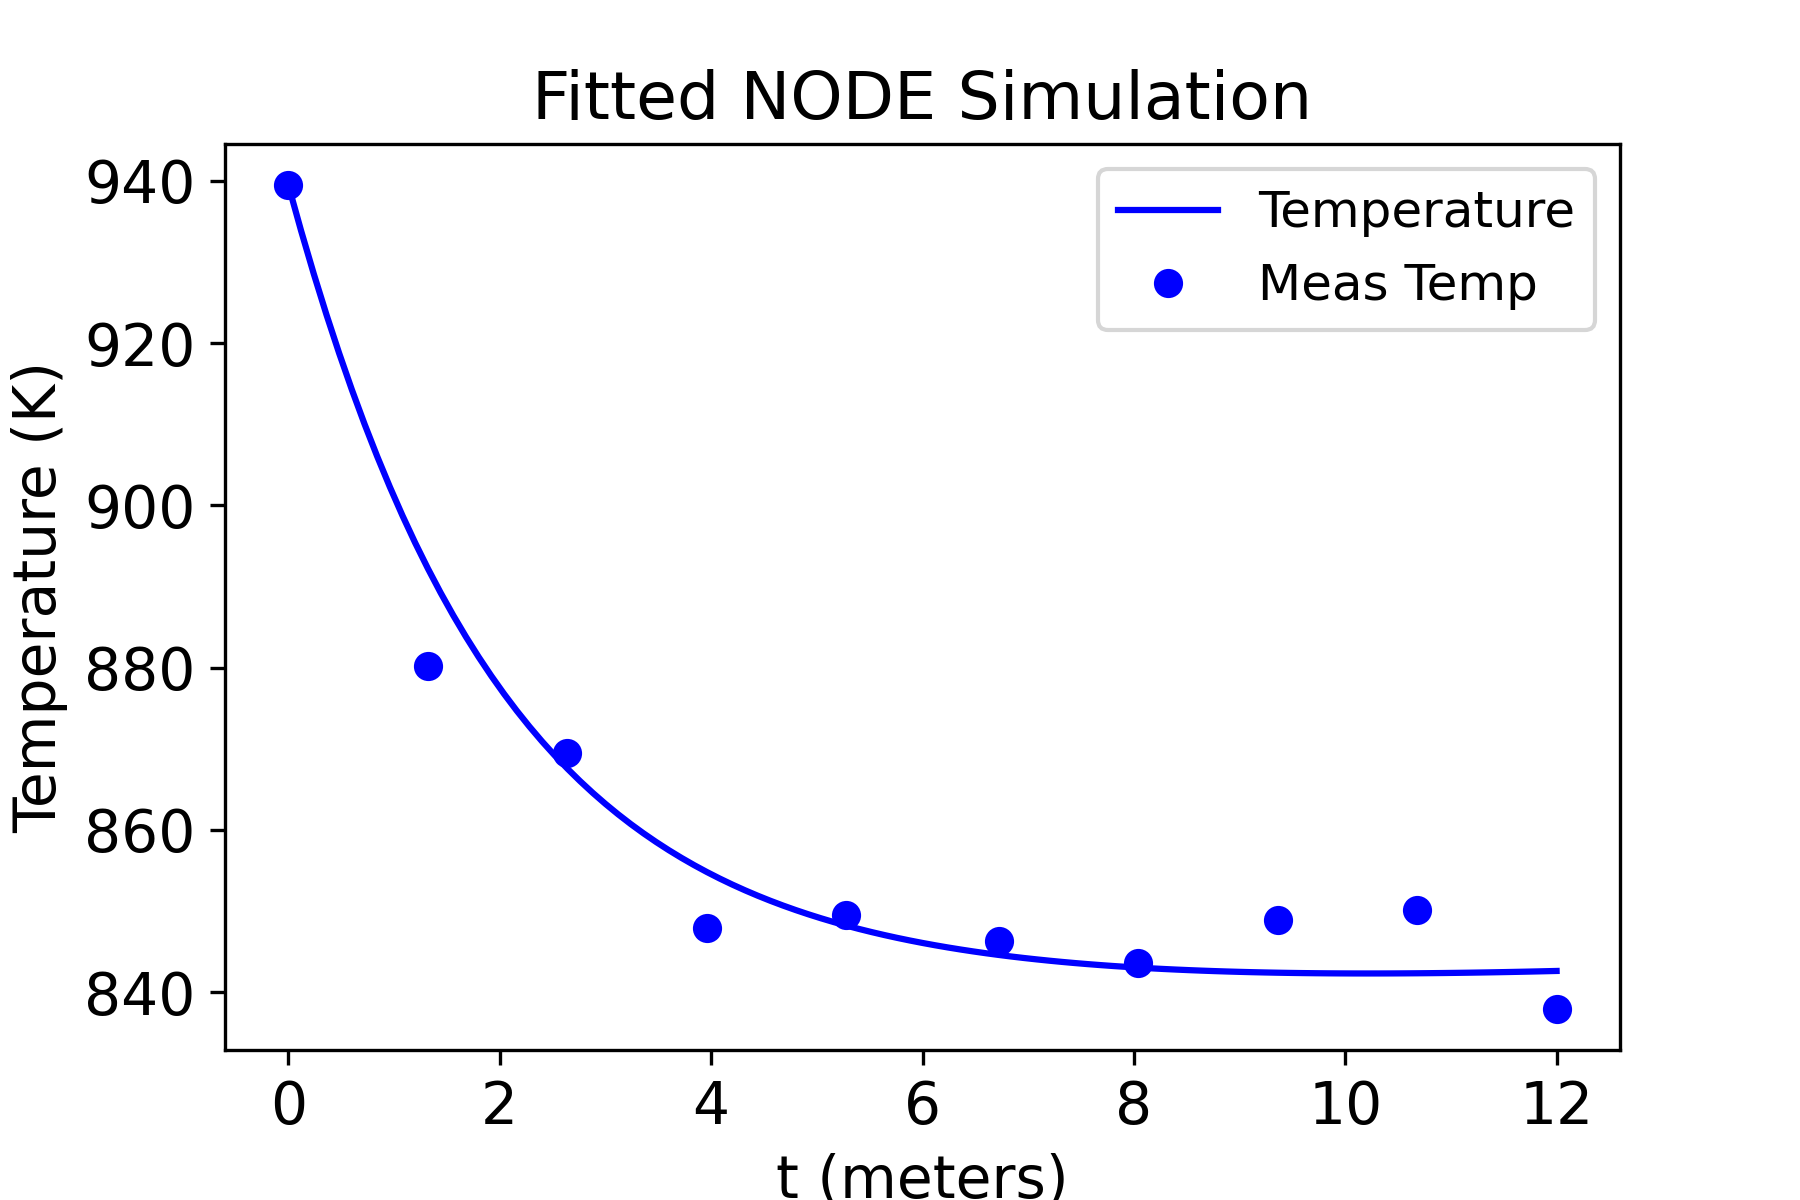 Fitted NODE Simulation
Temperature
Meas Temp
Temperature (K)
940
920
900
880
860
840
0 2 4 6 8 10 12
t (meters)